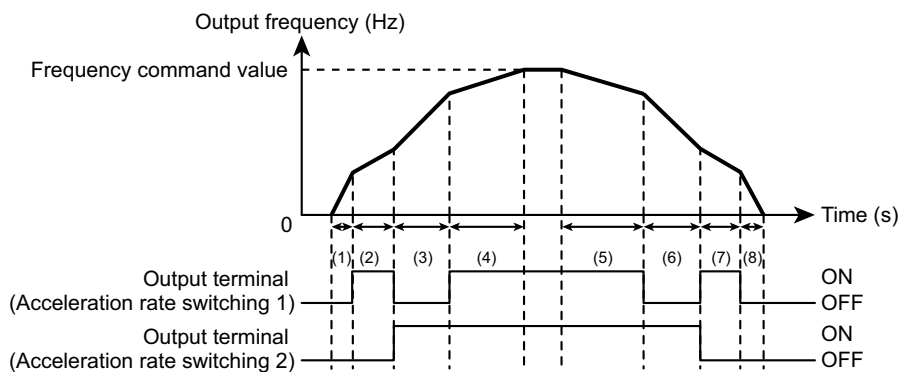 Output frequency (Hz)
Frequency command value
0
Time (s)
(1) (2) (3) (4) (5) (6) (7) (8)
Output terminal
(Acceleration rate switching 1)
ON
OFF
Output terminal
(Acceleration rate switching 2)
ON
OFF